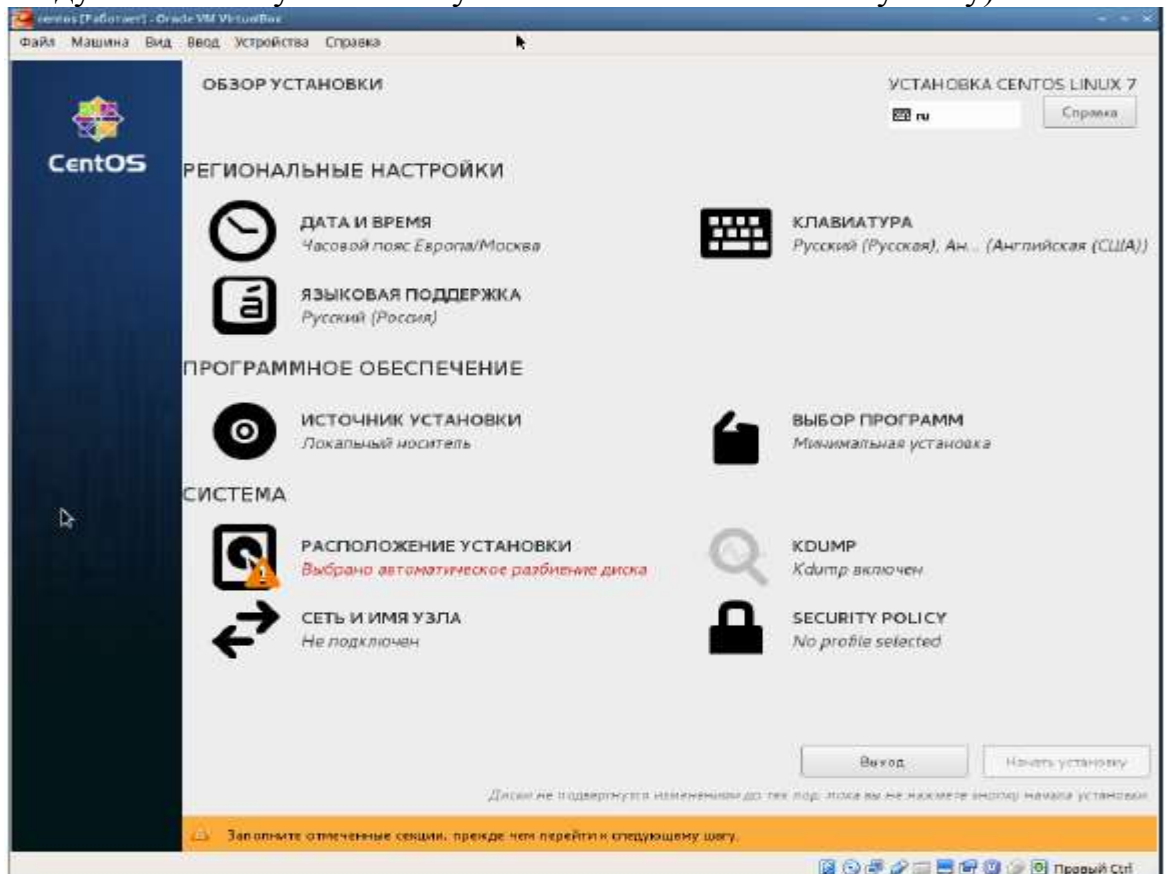 centos [Работает] - Oracle VM VirtualBox
Файл Машина Вид Ввод Устройства Справка
ОБЗОР УСТАНОВКИ
УСТАНОВКА CENTOS LINUX 7
ru
Справка
CentOS
РЕГИОНАЛЬНЫЕ НАСТРОЙКИ
ДАТА И ВРЕМЯ
Часовой пояс Европа/Москва
КЛАВИАТУРА
Русский (Русская), Ан... (Английская (США))
ЯЗЫКОВАЯ ПОДДЕРЖКА
Русский (Россия)
ПРОГРАММНОЕ ОБЕСПЕЧЕНИЕ
ИСТОЧНИК УСТАНОВКИ
Локальный носитель
ВЫБОР ПРОГРАММ
Минимальная установка
СИСТЕМА
РАСПОЛОЖЕНИЕ УСТАНОВКИ
Выбрано автоматическое разбиение диска
KDUMP
Kdump включен
СЕТЬ И ИМЯ УЗЛА
Не подключен
SECURITY POLICY
No profile selected
Выход
Начать установку
Диски не подвергнутся изменениям до тех пор, пока вы не нажмете кнопку начала установки
Заполните отмеченные секции, прежде чем перейти к следующему шагу.
Правый Ctrl